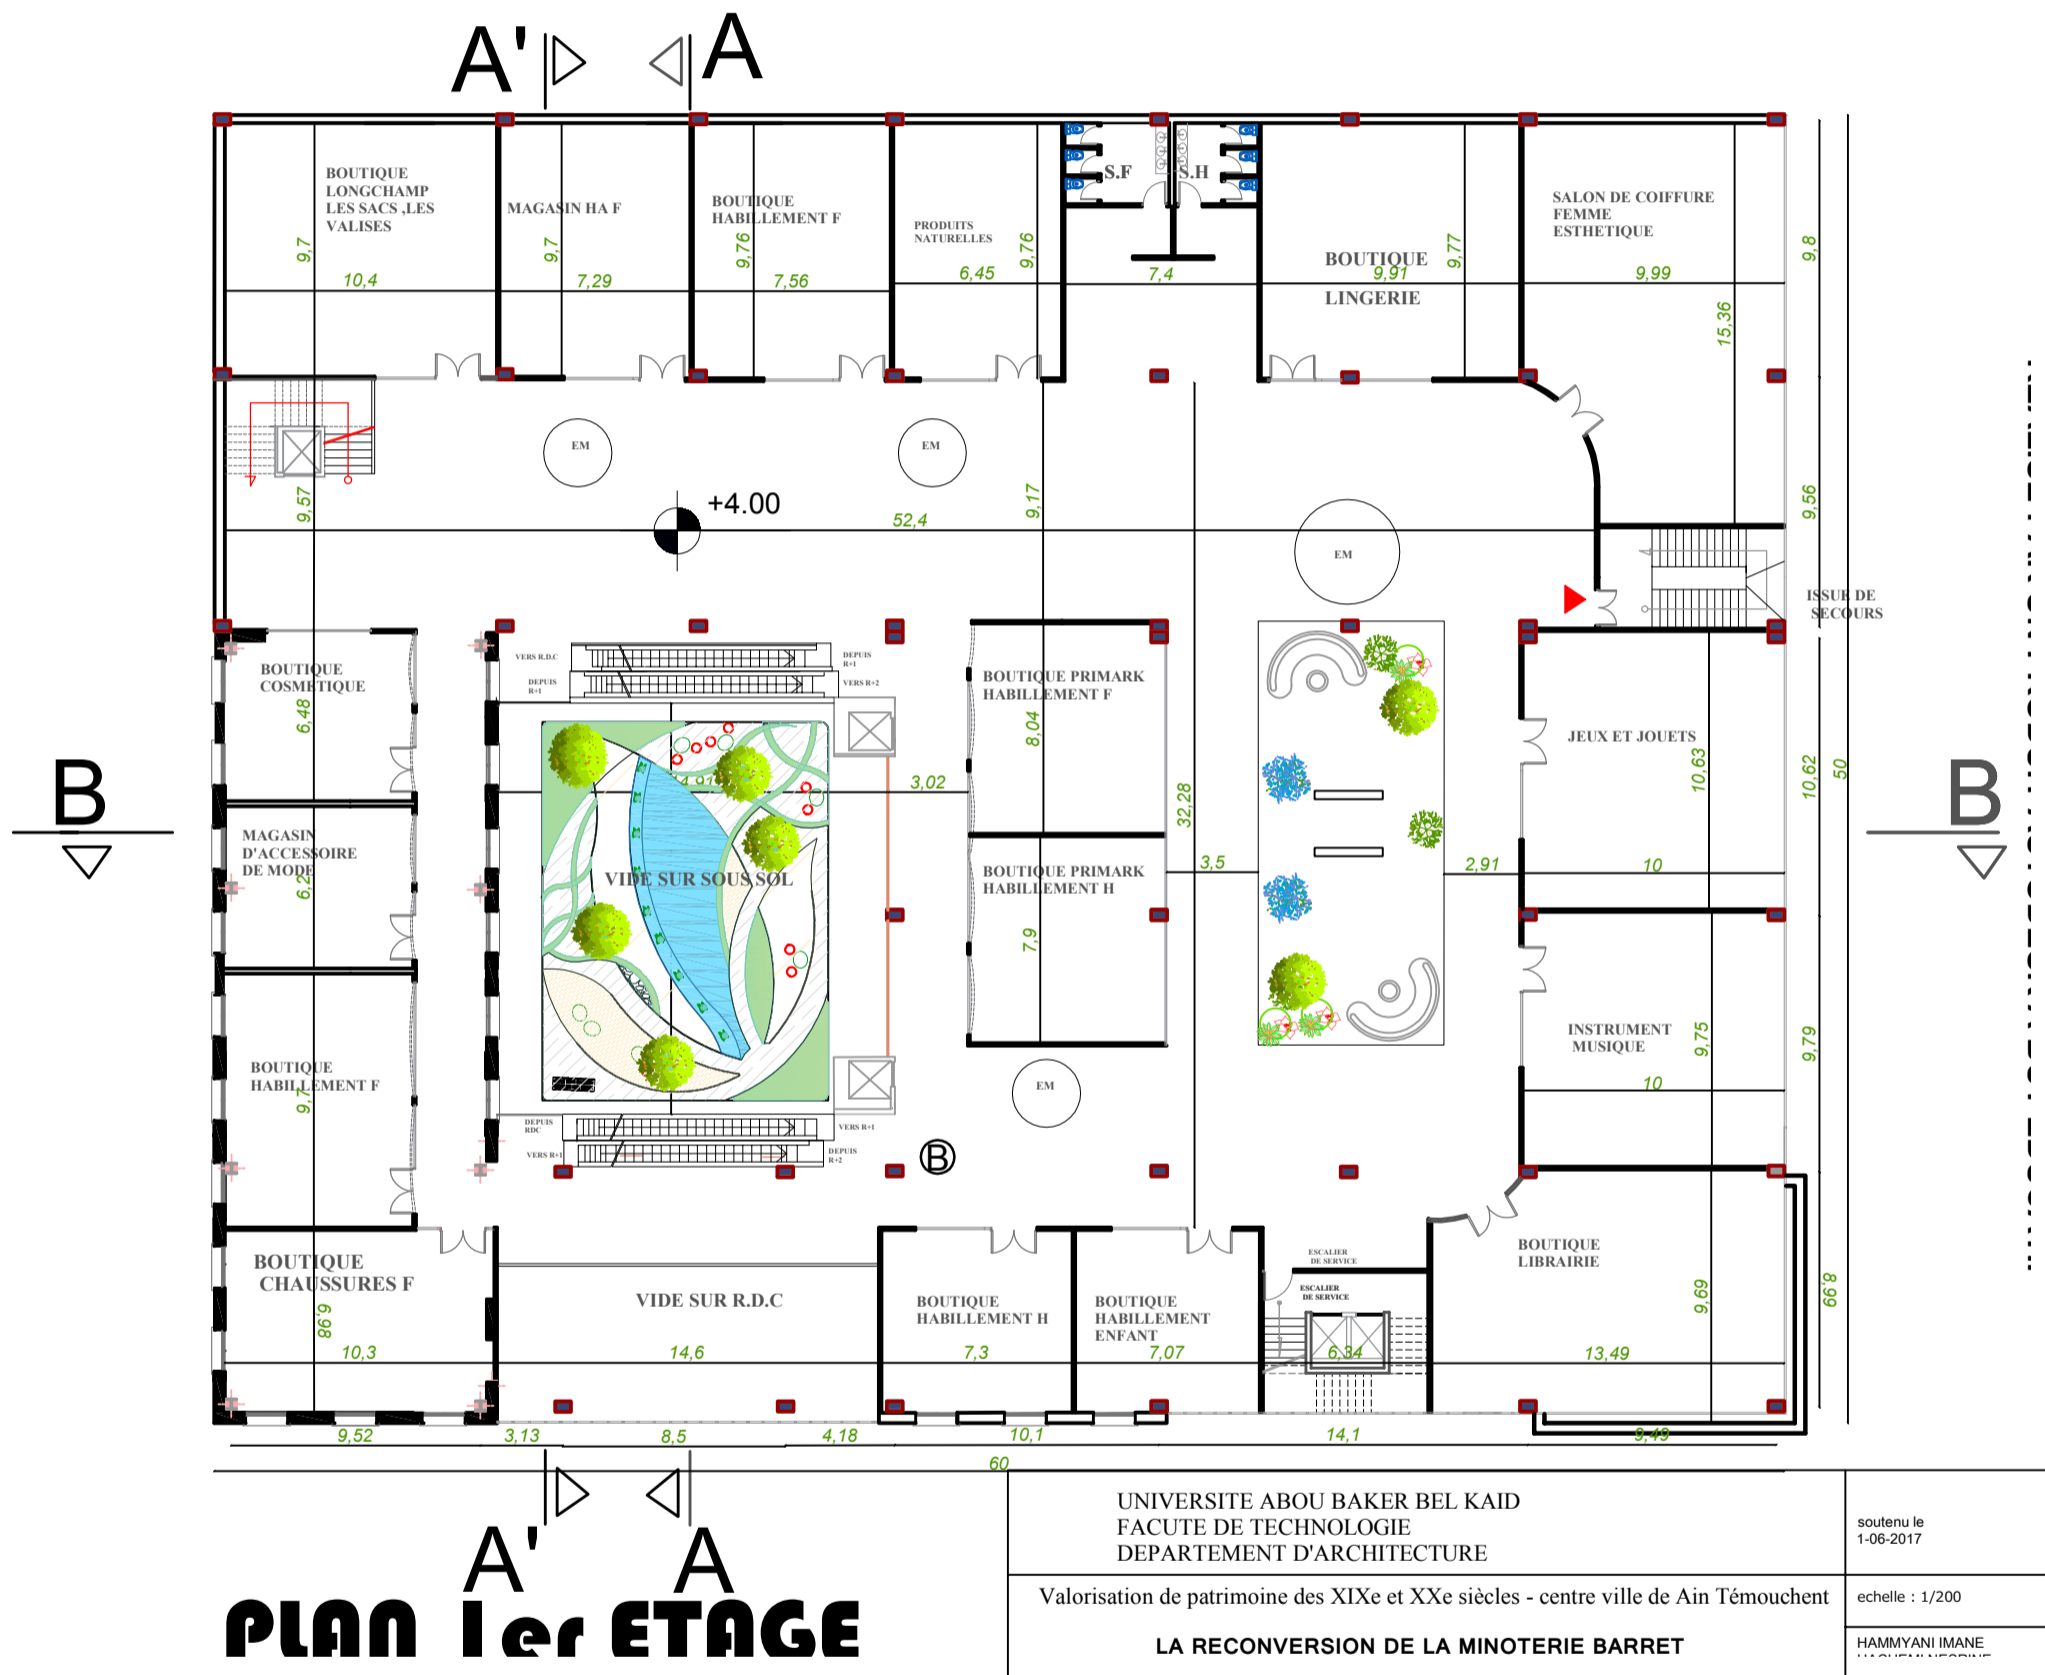 A'
A
BOUTIQUE
LONGCHAMP
LES SACS ,LES
VALISES
9,7
10,4
MAGASIN HA F
9,7
7,29
BOUTIQUE
HABILLEMENT F
9,76
7,56
PRODUITS
NATURELLES
9,76
6,45
S.F
S.H
7,4
BOUTIQUE
9,91
LINGERIE
9,77
SALON DE COIFFURE
FEMME
ESTHETIQUE
9,99
15,36
9,8
EM
EM
EM
+4.00
52,4
9,57
9,17
9,56
ISSUE DE
SECOURS
BOUTIQUE
COSMETIQUE
6,48
VERS R.D.C
DEPUIS
R+1
DEPUIS
R+1
VERS R+2
BOUTIQUE PRIMARK
HABILLEMENT F
8,04
3,02
JEUX ET JOUETS
10,63
10,62
50
10
B
B
MAGASIN
D'ACCESSOIRE
DE MODE
6,2
VIDE SUR SOUS SOL
BOUTIQUE PRIMARK
HABILLEMENT H
7,9
32,28
3,5
2,91
INSTRUMENT
MUSIQUE
9,75
9,79
10
BOUTIQUE
HABILLEMENT F
9,7
EM
DEPUIS
RDC
VERS R+1
VERS R+1
DEPUIS
R+2
B
BOUTIQUE
CHAUSSURES F
6,98
10,3
VIDE SUR R.D.C
14,6
BOUTIQUE
HABILLEMENT H
7,3
BOUTIQUE
HABILLEMENT
ENFANT
7,07
ESCALIER
DE SERVICE
ESCALIER
DE SERVICE
6,34
BOUTIQUE
LIBRAIRIE
9,69
13,49
8,99
9,52
3,13
8,5
4,18
10,1
14,1
9,49
60
A'
A
PLAN 1er ETAGE
UNIVERSITE ABOU BAKER BEL KAID
FACUTE DE TECHNOLOGIE
DEPARTEMENT D'ARCHITECTURE
soutenu le
1-06-2017
Valorisation de patrimoine des XIXe et XXe siècles - centre ville de Ain Témouchent
echelle : 1/200
LA RECONVERSION DE LA MINOTERIE BARRET
HAMMYANI IMANE